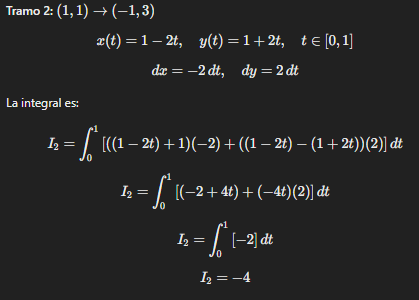 Tramo 2: (1, 1) → (−1, 3)
x(t) = 1 − 2t, y(t) = 1 + 2t, t ∈ [0, 1]
dx = −2 dt, dy = 2 dt
La integral es:
I₂ = ∫₀¹ [((1 − 2t) + 1)(−2) + ((1 − 2t) − (1 + 2t))(2)] dt
I₂ = ∫₀¹ [(−2 + 4t) + (−4t)(2)] dt
I₂ = ∫₀¹ [−2] dt
I₂ = −4